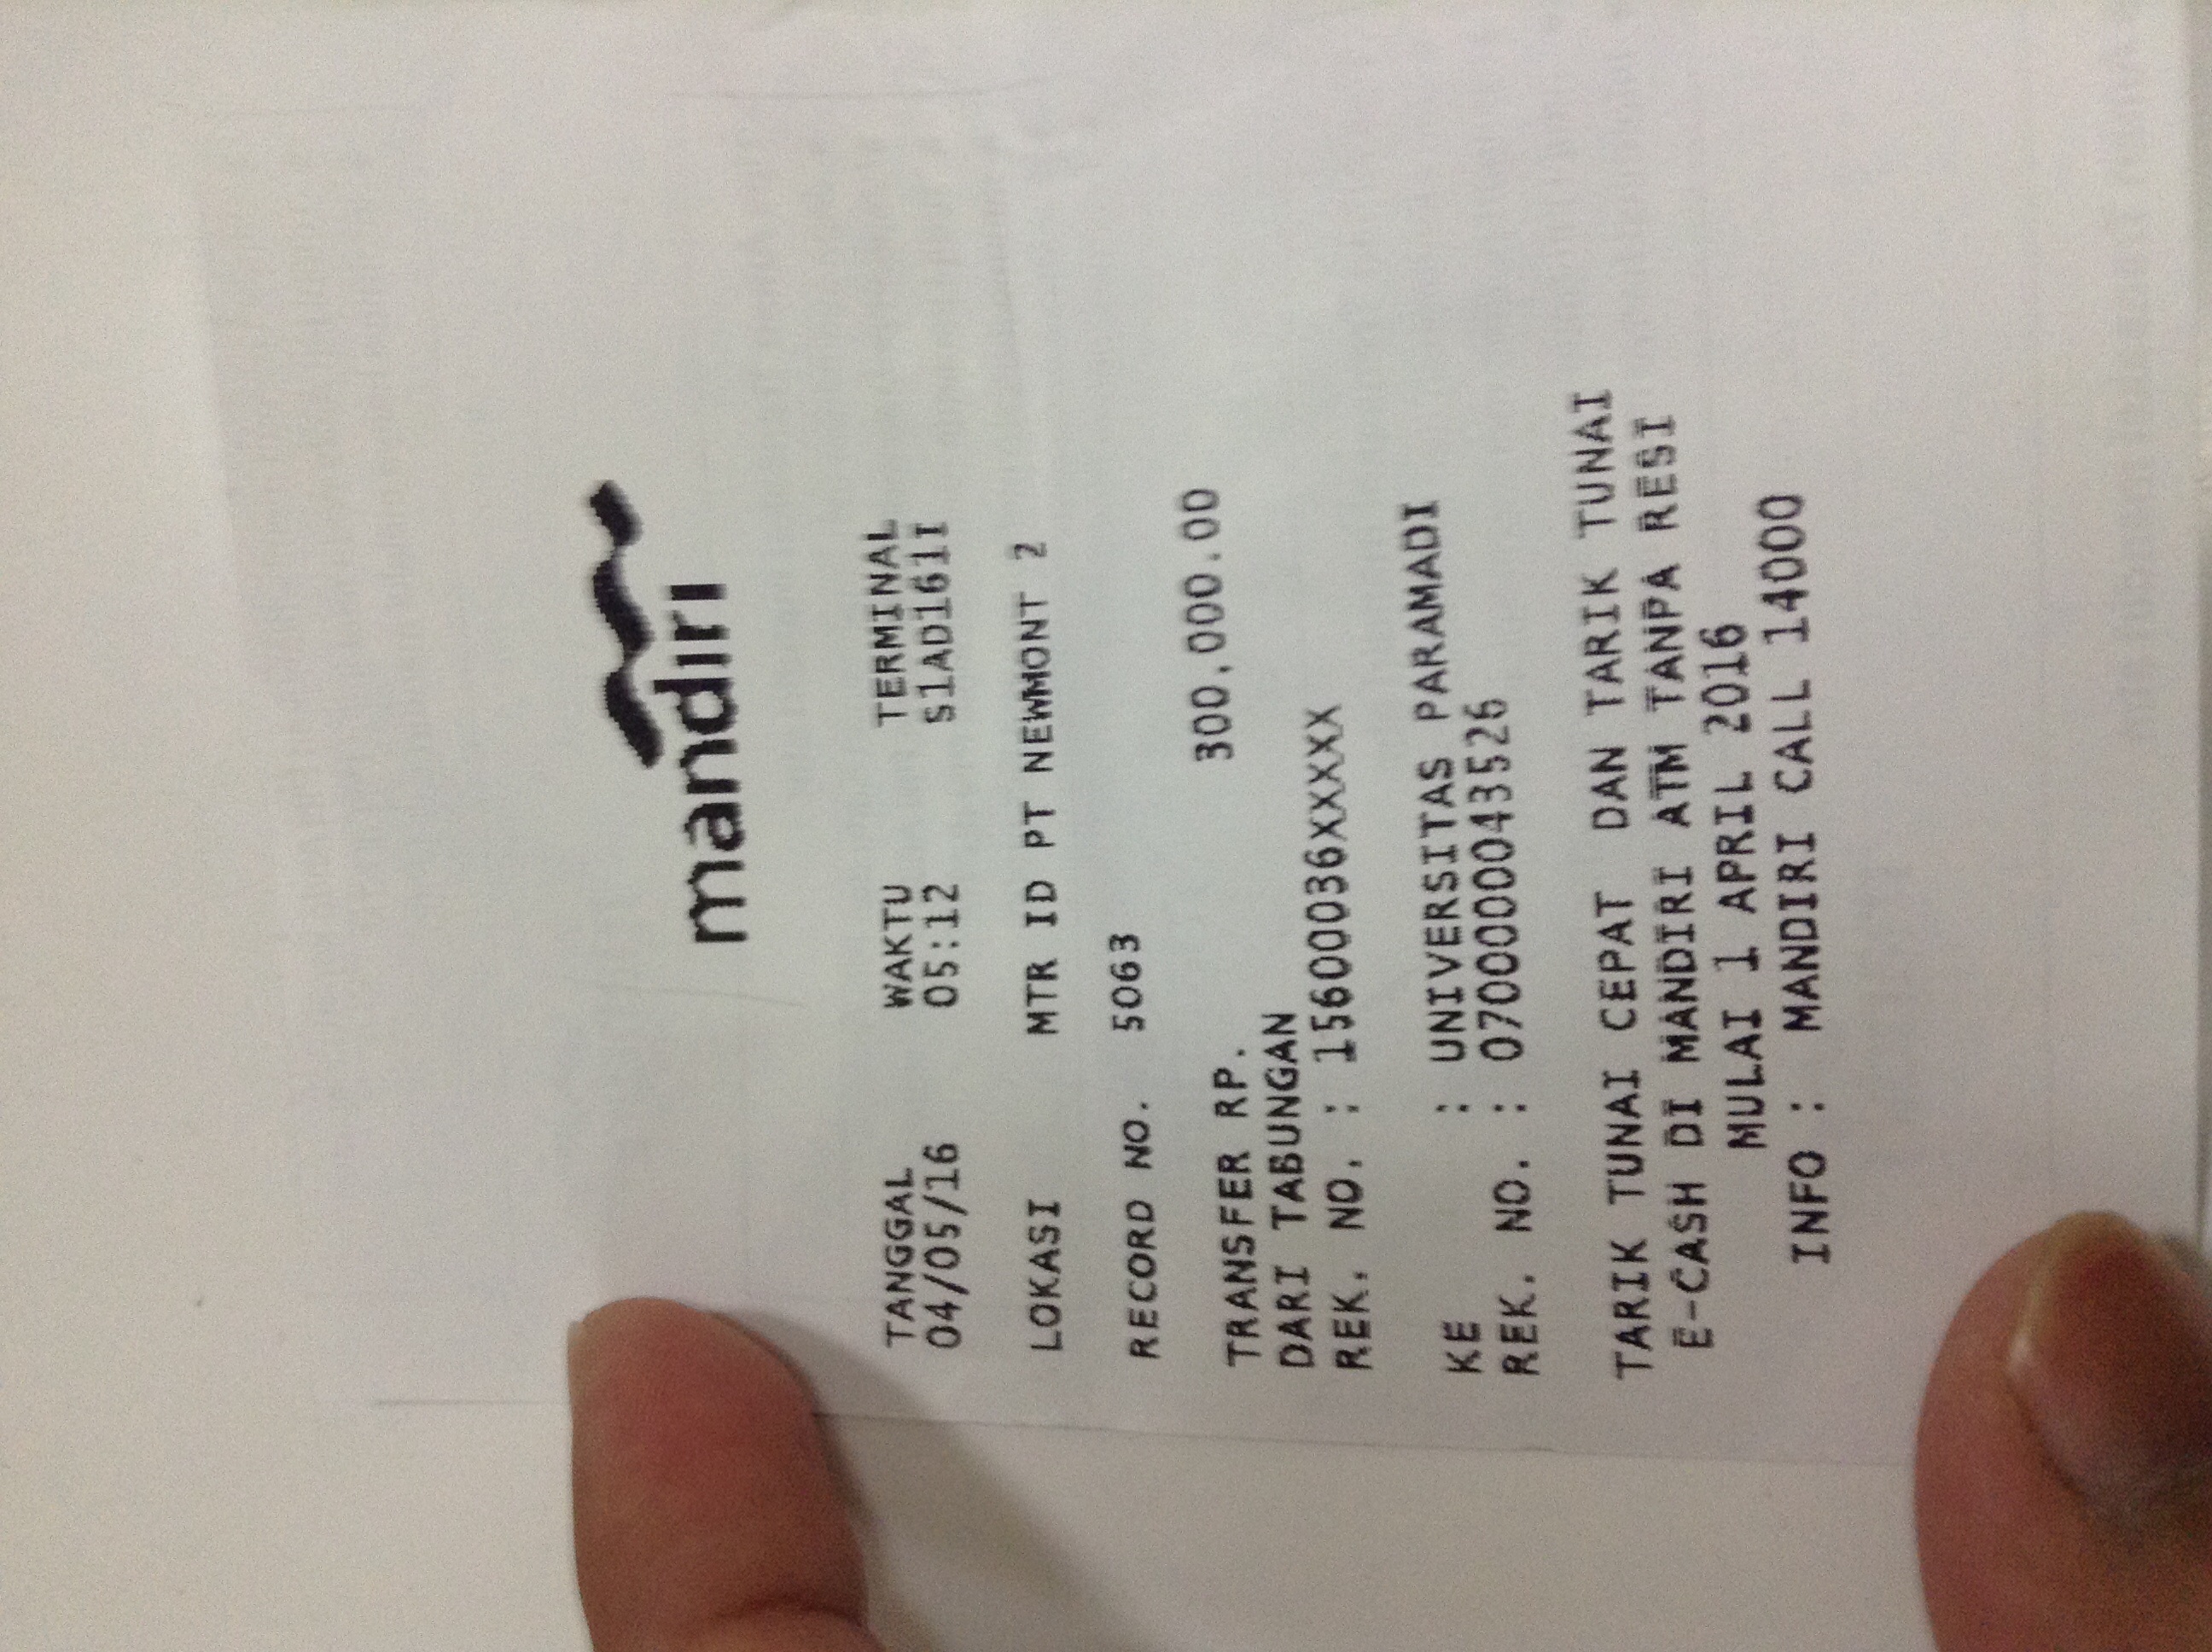 mandiri
TANGGAL WAKTU TERMINAL
04/05/16 05:12 S1AD161I
LOKASI MTR ID PT NEWMONT 2
RECORD NO. 5063
TRANSFER RP. 300,000.00
DARI TABUNGAN
REK. NO. : 15600036XXXXX
KE : UNIVERSITAS PARAMADI
REK. NO. : 0700000043526
TARIK TUNAI CEPAT DAN TARIK TUNAI
E-CASH DI MANDIRI ATM TANPA RESI
MULAI 1 APRIL 2016
INFO : MANDIRI CALL 14000